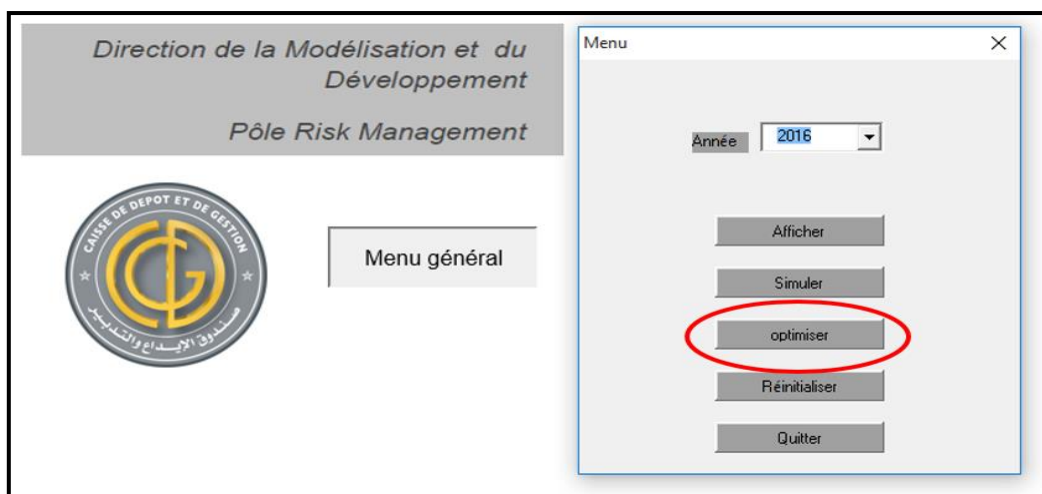 Direction de la Modélisation et du
Développement
Pôle Risk Management
CAISSE DE DEPOT ET DE GESTION
CDG
صندوق الإيداع والتدبير
Menu général
Menu
Année 2016
Afficher
Simuler
optimiser
Réinitialiser
Quitter